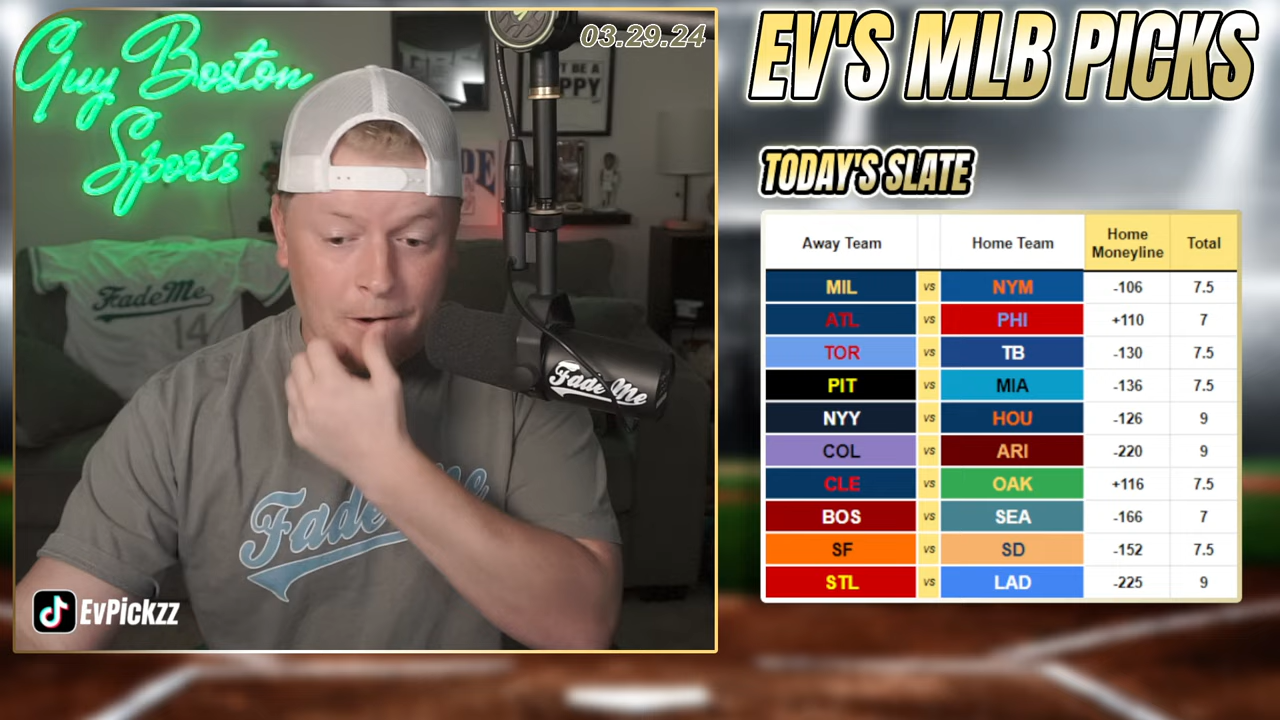 Guy Boston
Sports
03.29.24
EV'S MLB PICKS
TODAY'S SLATE
Away Team Home Team Home Moneyline Total
MIL vs NYM -106 7.5
ATL vs PHI +110 7
TOR vs TB -130 7.5
PIT vs MIA -136 7.5
NYY vs HOU -126 9
COL vs ARI -220 9
CLE vs OAK +116 7.5
BOS vs SEA -166 7
SF vs SD -152 7.5
STL vs LAD -225 9
FadeMe
14
Fade Me
Fade Me
EvPickzz